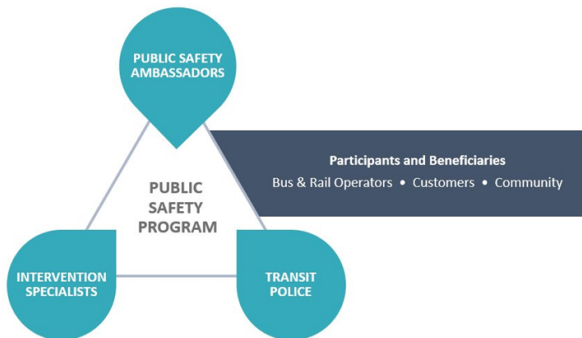 PUBLIC SAFETY
AMBASSADORS
Participants and Beneficiaries
Bus & Rail Operators • Customers • Community
PUBLIC
SAFETY
PROGRAM
INTERVENTION
SPECIALISTS
TRANSIT
POLICE